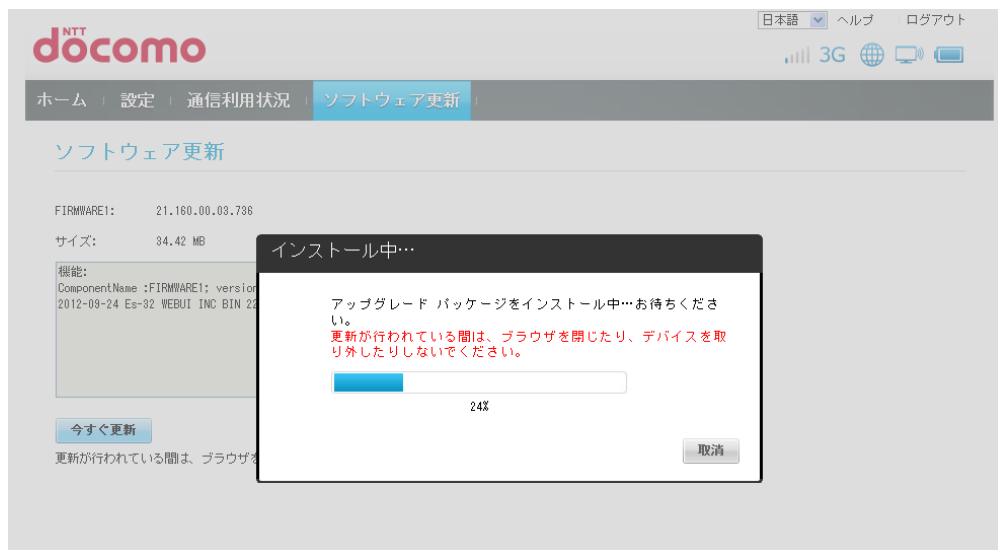 日本語 ヘルプ ログアウト
NTT
docomo
3G
ホーム 設定 通信利用状況 ソフトウェア更新
ソフトウェア更新
FIRMWARE1: 21.160.00.03.736
サイズ: 34.42 MB
機能:
ComponentName :FIRMWARE1; version
2012-09-24 Es-32 WEBUI INC BIN 22
インストール中…
アップグレード パッケージをインストール中…お待ちくださ
い。
更新が行われている間は、ブラウザを閉じたり、デバイスを取
り外したりしないでください。
24%
取消
今すぐ更新
更新が行われている間は、ブラウザを